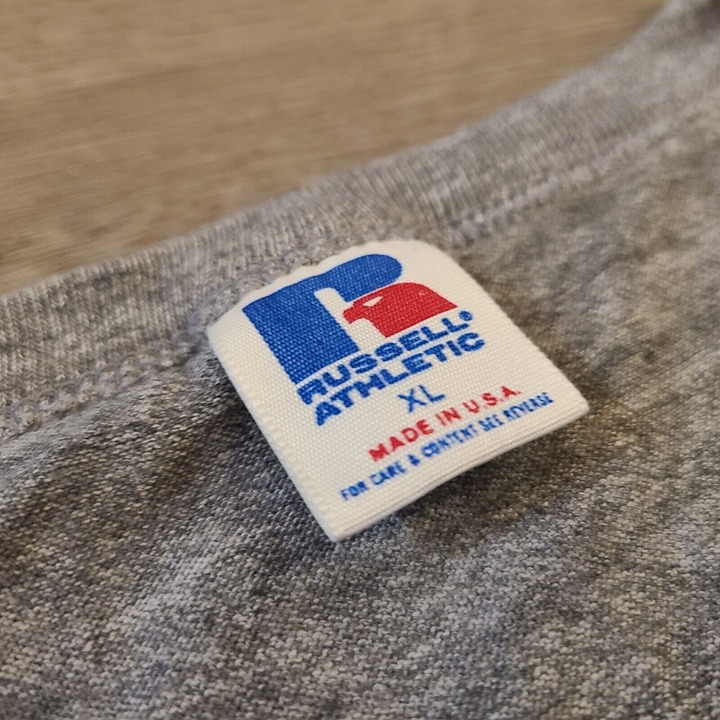 RUSSELL®
ATHLETIC
XL
MADE IN U.S.A.
FOR CARE & CONTENT SEE REVERSE